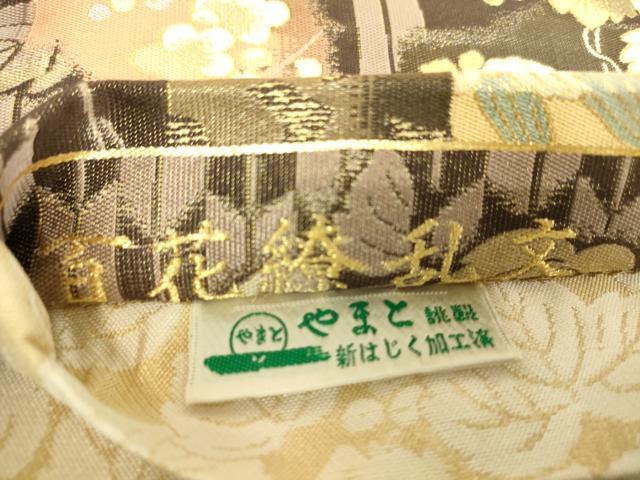 百花繚乱文
やまと 誂製
やまと
新はじく加工済